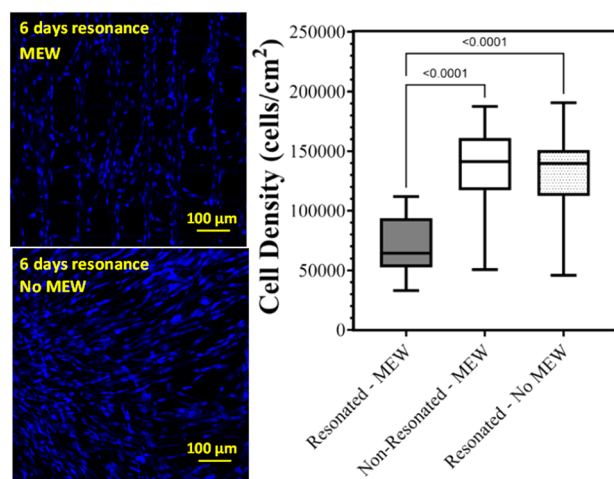 6 days resonance
MEW
100 µm
6 days resonance
No MEW
100 µm
Cell Density (cells/cm²)
250000
200000
150000
100000
50000
0
<0.0001
<0.0001
Resonated - MEW
Non-Resonated - MEW
Resonated - No MEW